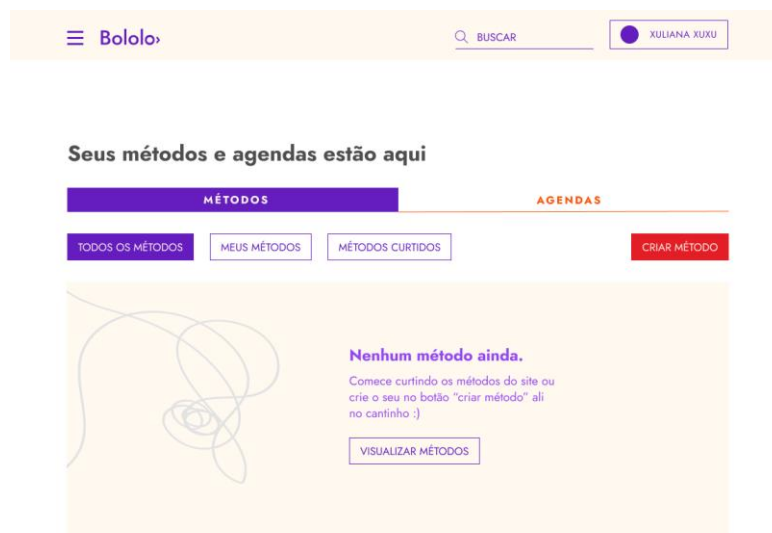 Bololo›
BUSCAR
XULIANA XUXU
Seus métodos e agendas estão aqui
MÉTODOS
AGENDAS
TODOS OS MÉTODOS
MEUS MÉTODOS
MÉTODOS CURTIDOS
CRIAR MÉTODO
Nenhum método ainda.
Comece curtindo os métodos do site ou
crie o seu no botão “criar método” ali
no cantinho :)
VISUALIZAR MÉTODOS